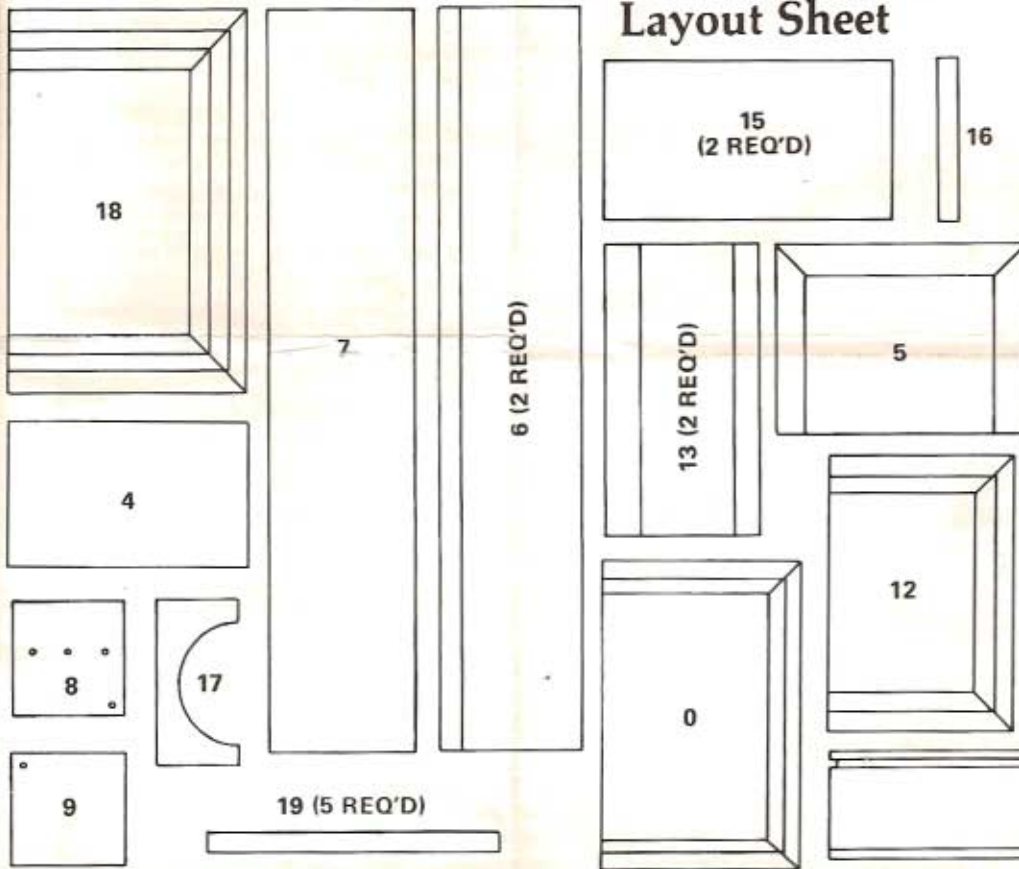 Layout Sheet
15
(2 REQ'D)
16
18
7
6 (2 REQ'D)
13 (2 REQ'D)
5
4
12
8
17
0
9
19 (5 REQ'D)